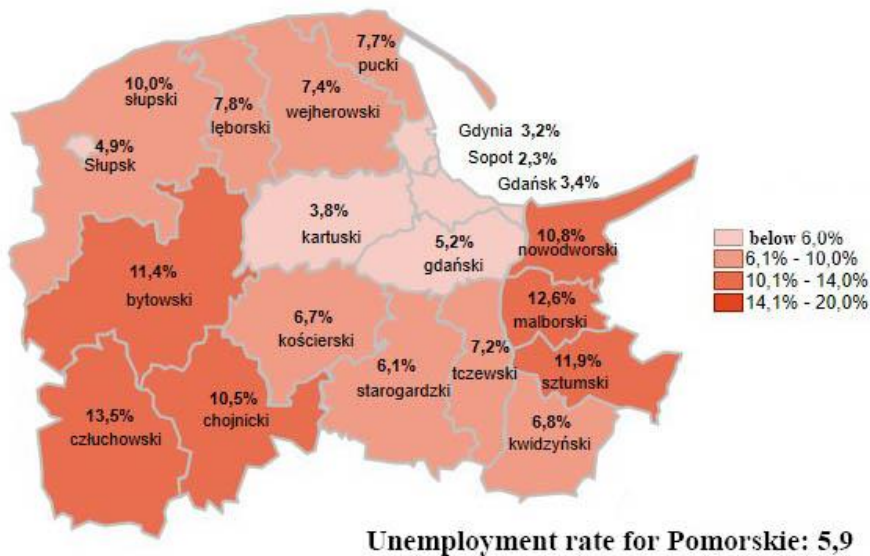 7,7%
pucki
10,0%
słupski
7,8%
lęborski
7,4%
wejherowski
4,9%
Słupsk
Gdynia 3,2%
Sopot 2,3%
Gdańsk 3,4%
3,8%
kartuski
5,2%
gdański
10,8%
nowodworski
11,4%
bytowski
12,6%
malborski
6,7%
kościerski
6,1%
starogardzki
7,2%
tczewski
11,9%
sztumski
13,5%
człuchowski
10,5%
chojnicki
6,8%
kwidzyński
below 6,0%
6,1% - 10,0%
10,1% - 14,0%
14,1% - 20,0%
Unemployment rate for Pomorskie: 5,9